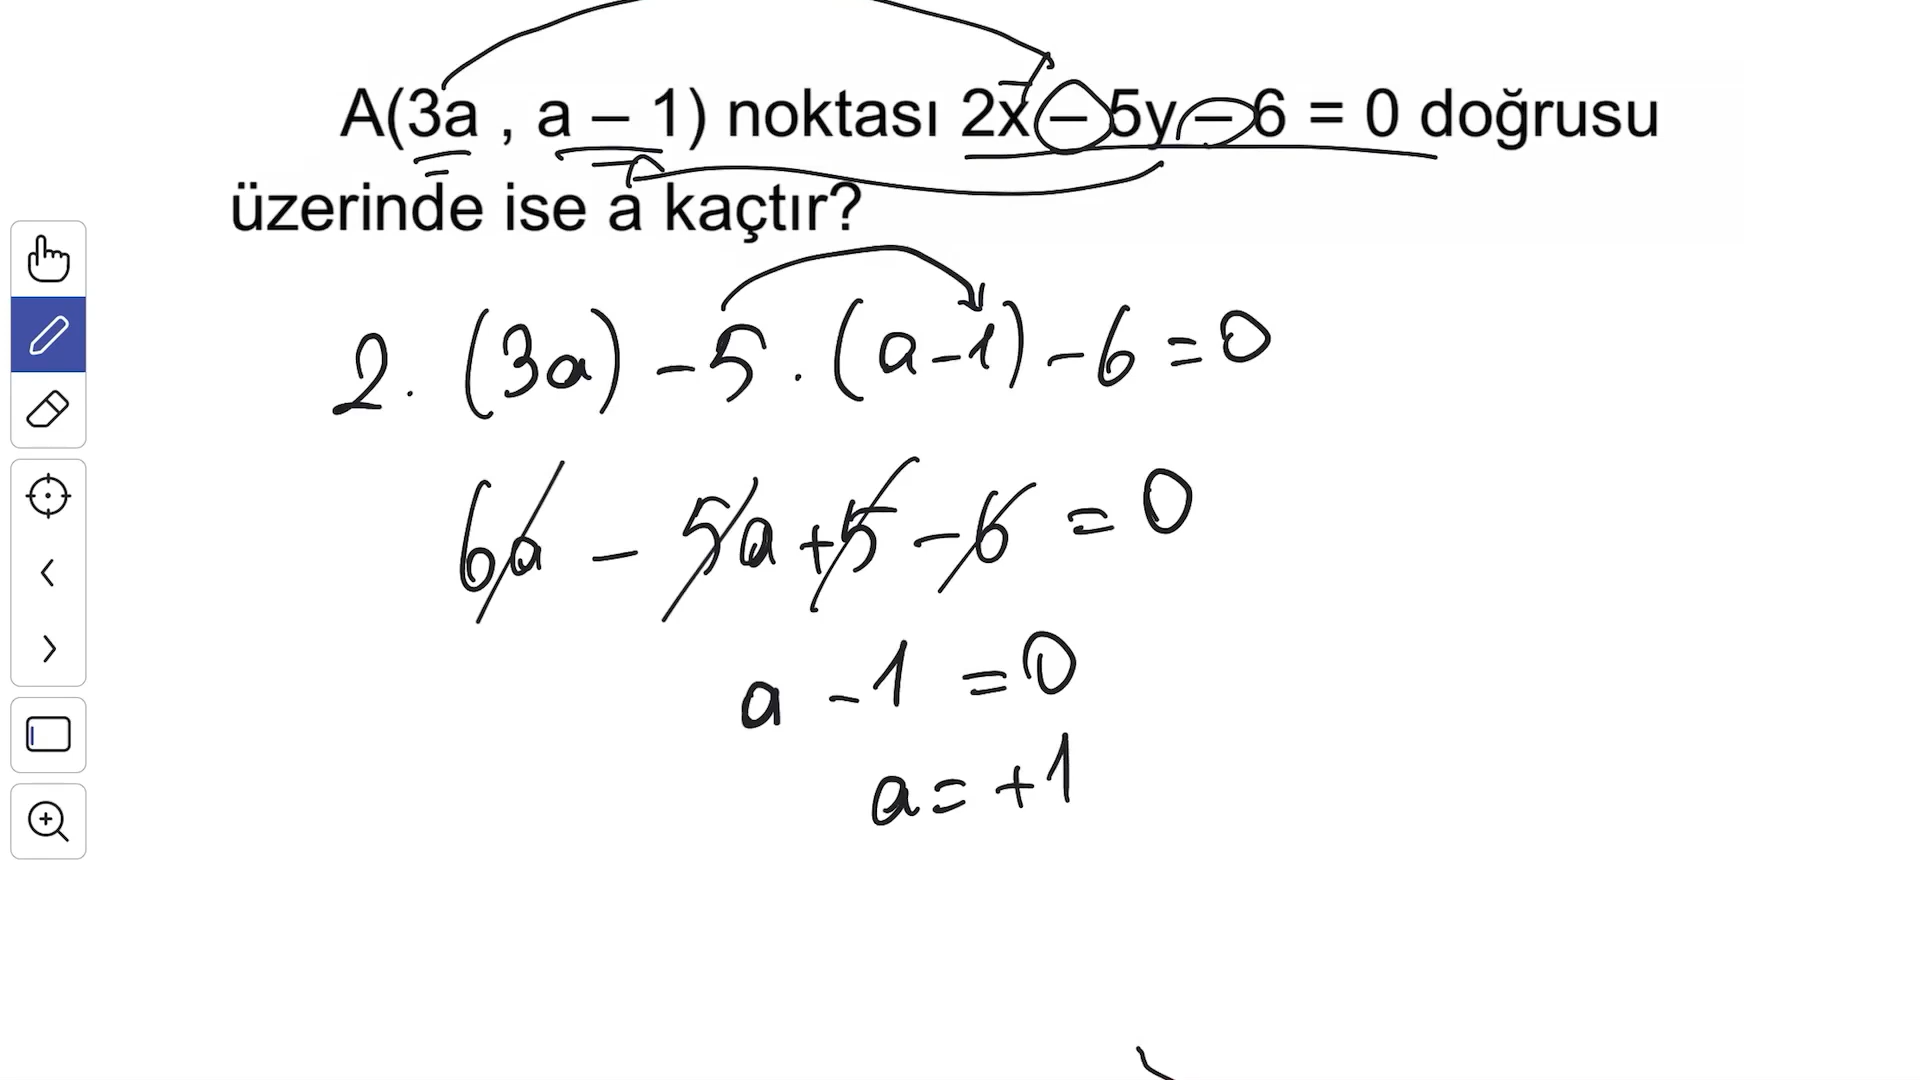 A(3a , a – 1) noktası 2x – 5y – 6 = 0 doğrusu
üzerinde ise a kaçtır?
2. (3a) - 5 . (a-1) - 6 = 0
6a - 5a + 5 - 6 = 0
a - 1 = 0
a = +1